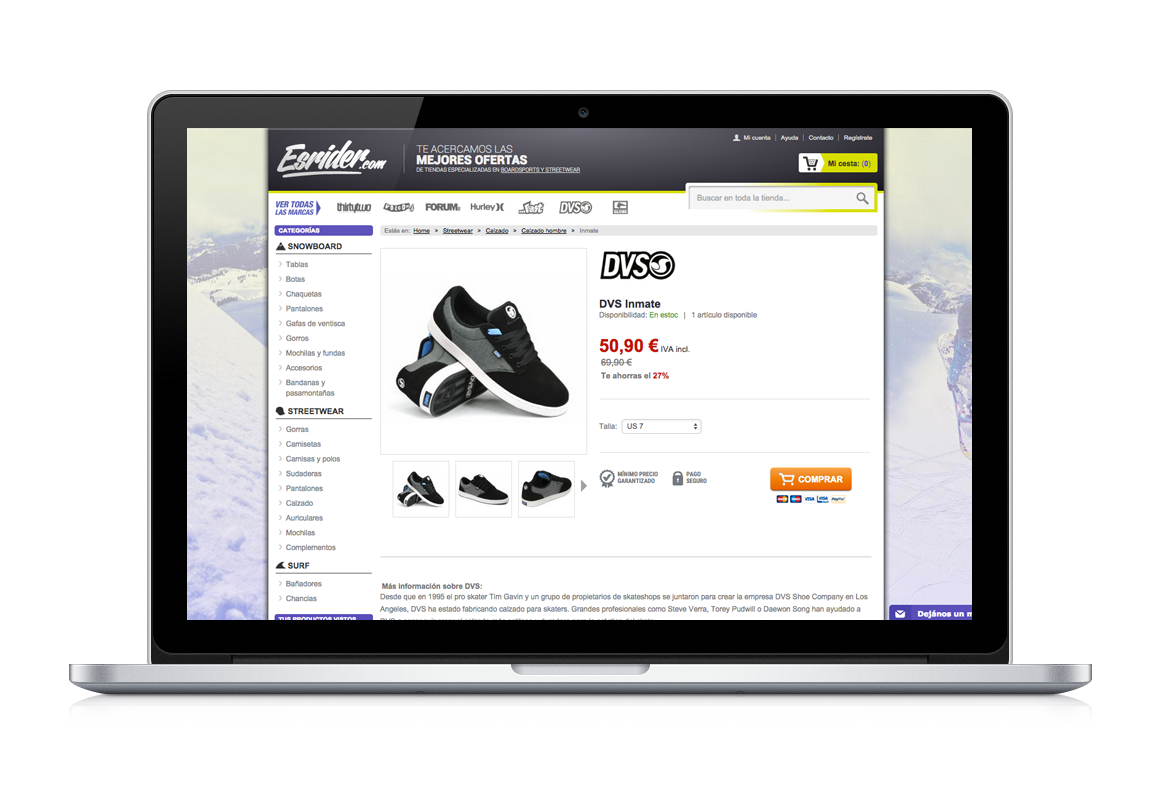 Mi cuenta | Ayuda | Contacto | Regístrate
Esrider.com
TE ACERCAMOS LAS
MEJORES OFERTAS
DE TIENDAS ESPECIALIZADAS EN BOARDSPORTS Y STREETWEAR
Mi cesta: (0)
Buscar en toda la tienda...
VER TODAS
LAS MARCAS
thirtytwo
FORUM
Hurley
DVS
GLOBE
CATEGORÍAS
Estás en: Home > Streetwear > Calzado > Calzado hombre > Inmate
SNOWBOARD
Tablas
Botas
Chaquetas
Pantalones
Gafas de ventisca
Gorros
Mochilas y fundas
Accesorios
Bandanas y
pasamontañas
STREETWEAR
Gorras
Camisetas
Camisas y polos
Sudaderas
Pantalones
Calzado
Auriculares
Mochilas
Complementos
SURF
Bañadores
Chanclas
TUS PRODUCTOS VISTOS
DVS
DVS Inmate
Disponibilidad: En estoc | 1 artículo disponible
50,90 € IVA incl.
69,90 €
Te ahorras el 27%
Talla: US 7
MÍNIMO PRECIO
GARANTIZADO
PAGO
SEGURO
COMPRAR
VISA
VISA
PayPal
Más información sobre DVS:
Desde que en 1995 el pro skater Tim Gavin y un grupo de propietarios de skateshops se juntaron para crear la empresa DVS Shoe Company en Los
Angeles, DVS ha estado fabricando calzado para skaters. Grandes profesionales como Steve Verra, Torey Pudwill o Daewon Song han ayudado a
Dejános un m